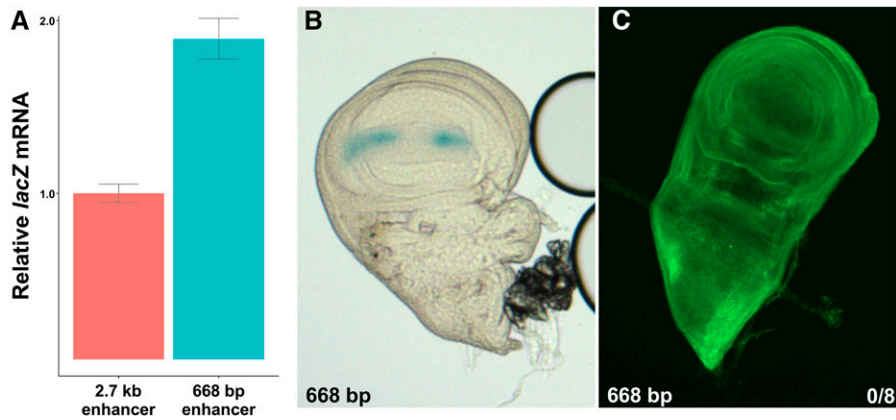 A
Relative lacZ mRNA
2.0
1.0
2.7 kb
enhancer
668 bp
enhancer
B
668 bp
C
668 bp
0/8